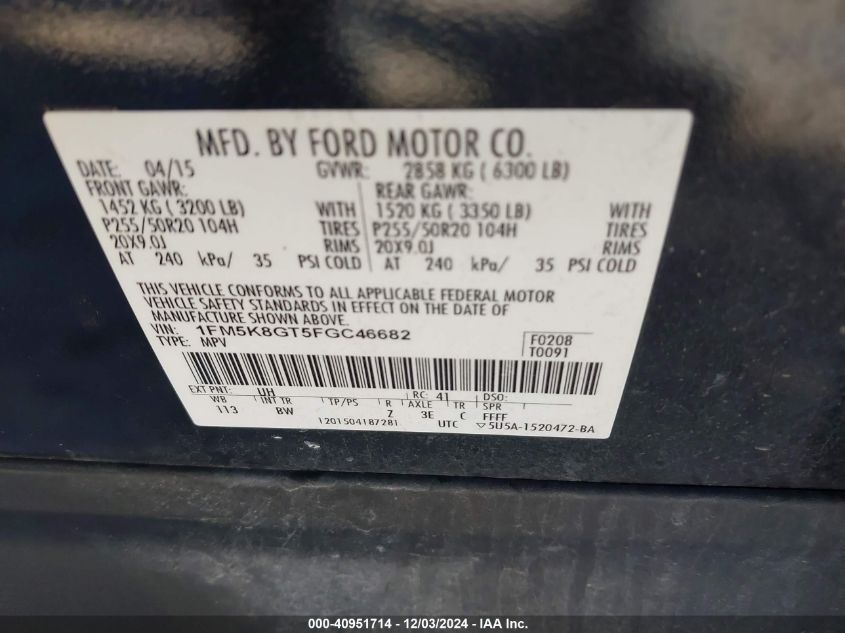 MFD. BY FORD MOTOR CO.
DATE: 04/15 GVWR: 2858 KG ( 6300 LB)
FRONT GAWR: REAR GAWR:
1452 KG ( 3200 LB) WITH 1520 KG ( 3350 LB) WITH
P255/50R20 104H TIRES P255/50R20 104H TIRES
20X9.0J RIMS 20X9.0J RIMS
AT 240 kPa/ 35 PSI COLD AT 240 kPa/ 35 PSI COLD
THIS VEHICLE CONFORMS TO ALL APPLICABLE FEDERAL MOTOR
VEHICLE SAFETY STANDARDS IN EFFECT ON THE DATE OF
MANUFACTURE SHOWN ABOVE.
VIN: 1FM5K8GT5FGC46682 F0208
TYPE: MPV T0091
EXT PNT: UH RC: 41 DSO:
WB INT TR TP/PS R AXLE TR SPR
113 BW Z 3E C FFFF
1201504187281 UTC ▽5U5A-1520472-BA
000-40951714 - 12/03/2024 - IAAI.com